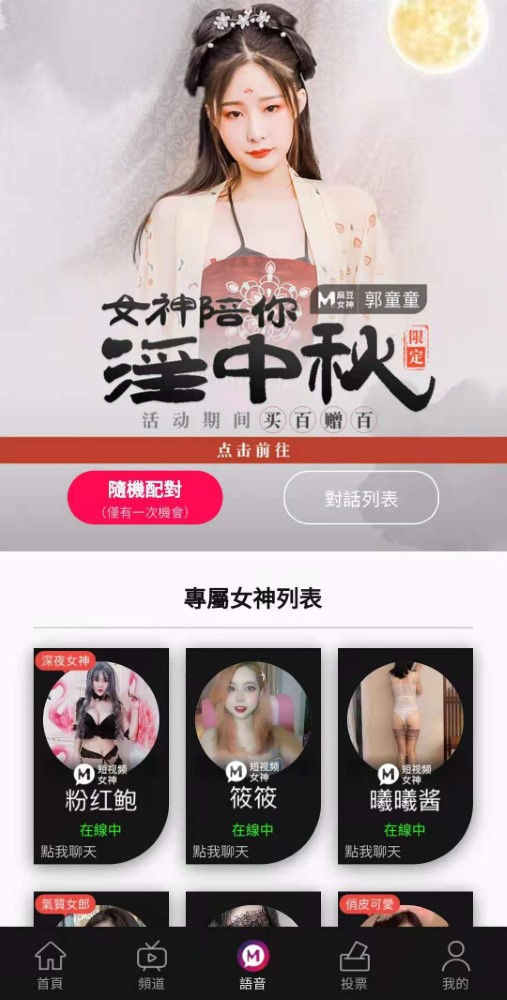 女神陪你
M 麻豆女神 郭童童
淫中秋
限定
活动期间买百赠百
点击前往
隨機配對
(僅有一次機會)
對話列表
專屬女神列表
深夜女神
M 短视频女神
粉红鲍
在線中
點我聊天
M 短视频女神
筱筱
在線中
點我聊天
M 短视频女神
曦曦酱
在線中
點我聊天
氣質女郎
俏皮可愛
首頁
頻道
M
語音
投票
我的